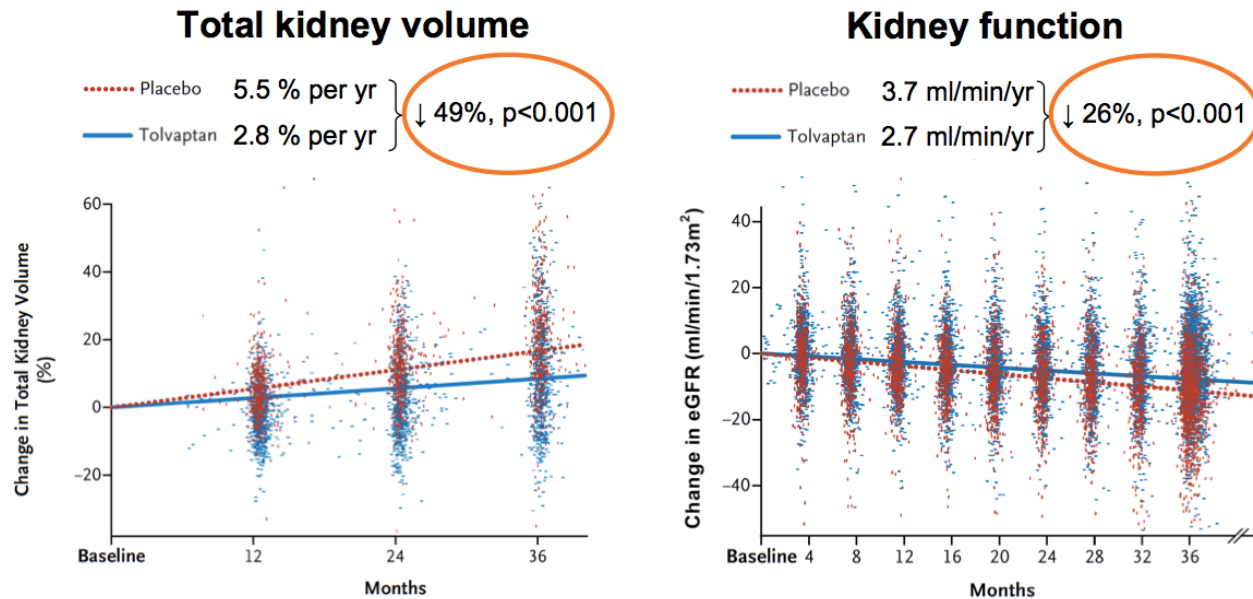 Total kidney volume
Placebo 5.5 % per yr
Tolvaptan 2.8 % per yr
↓ 49%, p<0.001
Change in Total Kidney Volume
(%)
60
40
20
0
−20
Baseline 12 24 36
Months
Kidney function
Placebo 3.7 ml/min/yr
Tolvaptan 2.7 ml/min/yr
↓ 26%, p<0.001
Change in eGFR (ml/min/1.73m²)
40
20
0
−20
−40
Baseline 4 8 12 16 20 24 28 32 36
Months